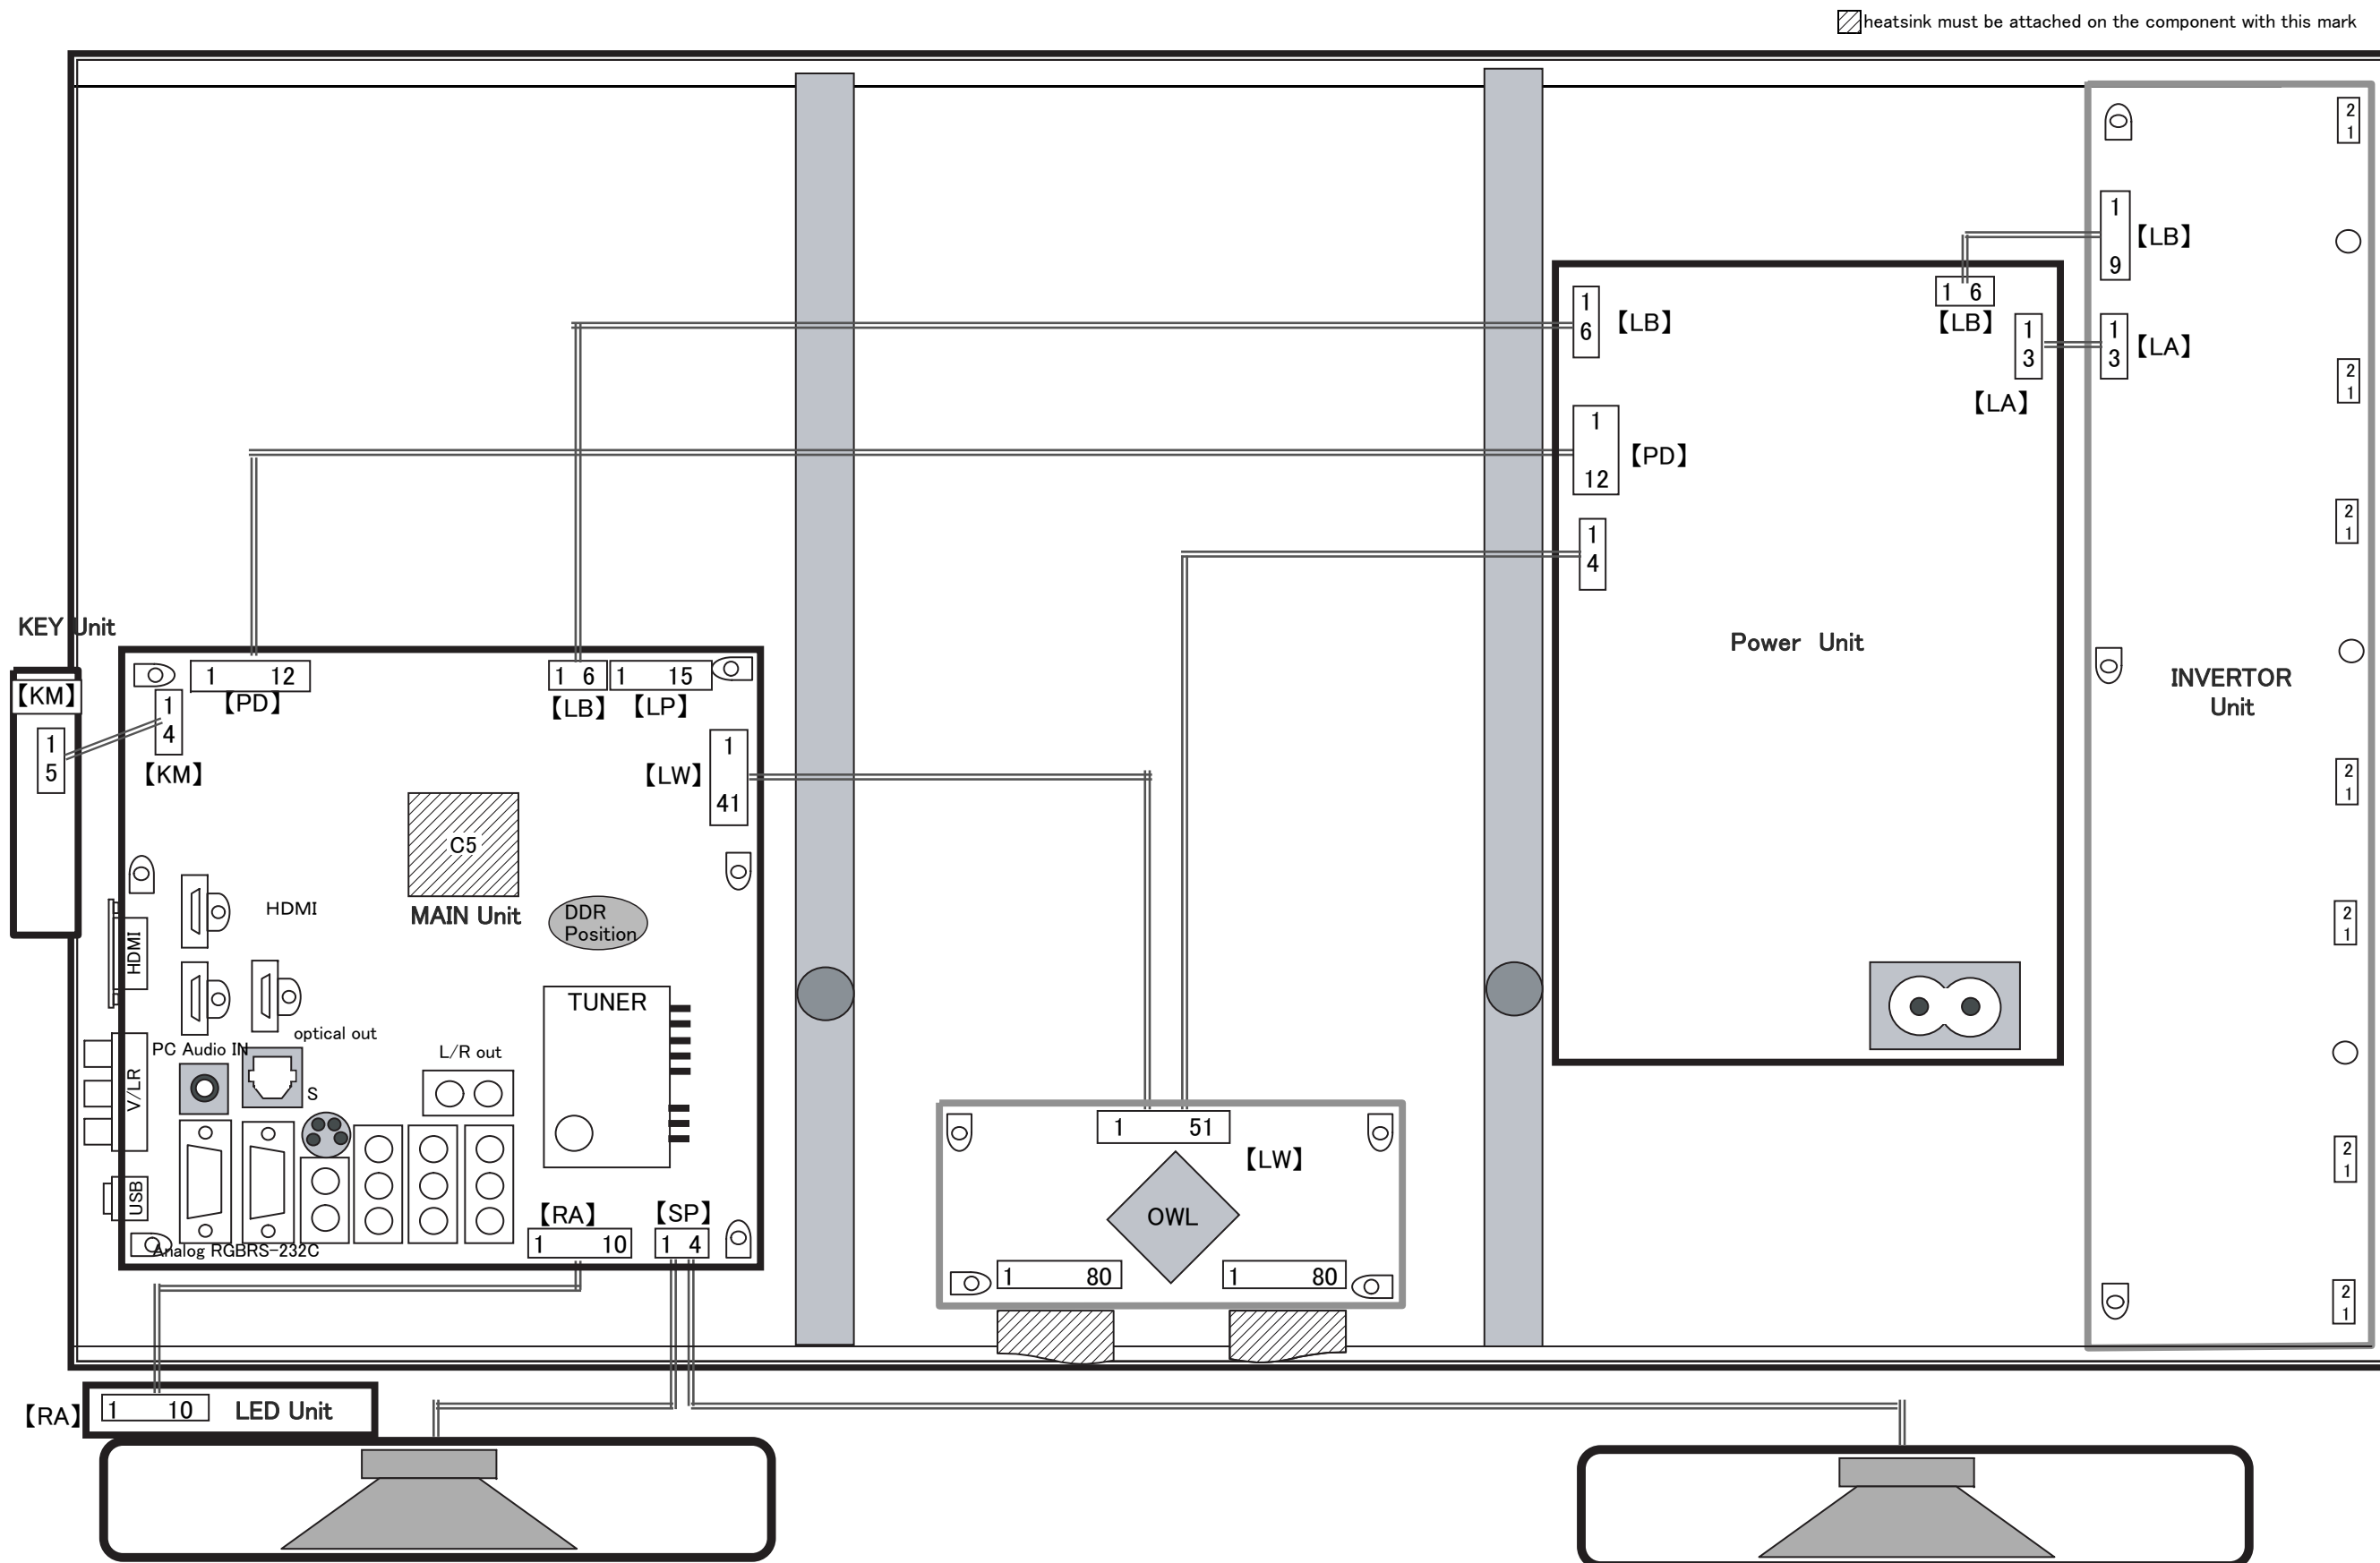 heatsink must be attached on the component with this mark
2
1
1
9
【LB】
1 6
【LB】
1
3
【LA】
1
3
【LA】
1
6
【LB】
2
1
1
12
【PD】
1
4
2
1
KEY Unit
Power Unit
INVERTOR
Unit
【KM】
1
5
1 12
【PD】
1 6
【LB】
1 15
【LP】
1
4
【KM】
【LW】
1
41
2
1
C5
MAIN Unit
HDMI
DDR
Position
2
1
HDMI
TUNER
optical out
PC Audio IN
L/R out
V/LR
S
1 51
【LW】
2
1
USB
OWL
【RA】
【SP】
1 10
1 4
Analog RGBRS-232C
1 80
1 80
2
1
【RA】
1 10
LED Unit